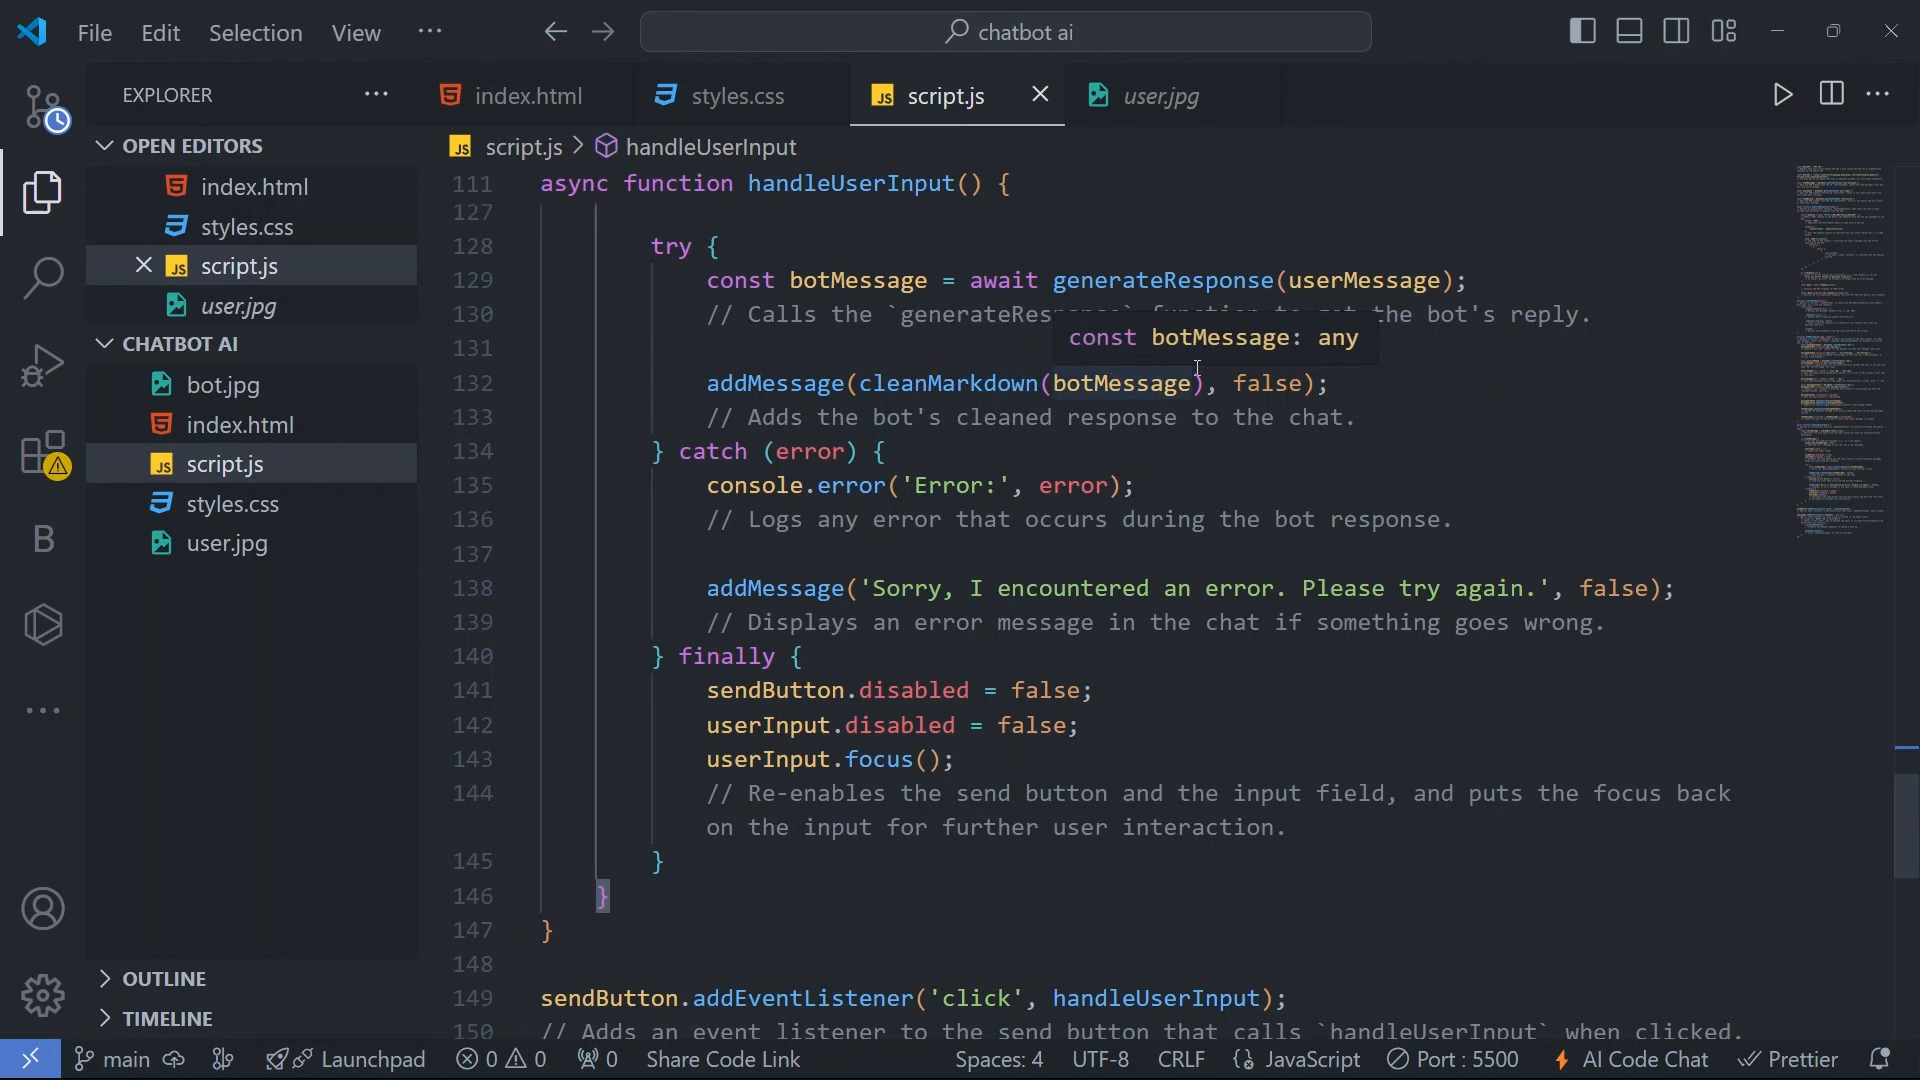 File Edit Selection View ··· chatbot ai
EXPLORER ···
OPEN EDITORS
index.html
styles.css
script.js
user.jpg
CHATBOT AI
bot.jpg
index.html
script.js
styles.css
user.jpg
B
OUTLINE
TIMELINE
index.html styles.css script.js user.jpg
script.js > handleUserInput
111 async function handleUserInput() {
127
128 try {
129 const botMessage = await generateResponse(userMessage);
130 // Calls the `generateResponse` function to get the bot's reply.
const botMessage: any
131
132 addMessage(cleanMarkdown(botMessage), false);
133 // Adds the bot's cleaned response to the chat.
134 } catch (error) {
135 console.error('Error:', error);
136 // Logs any error that occurs during the bot response.
137
138 addMessage('Sorry, I encountered an error. Please try again.', false);
139 // Displays an error message in the chat if something goes wrong.
140 } finally {
141 sendButton.disabled = false;
142 userInput.disabled = false;
143 userInput.focus();
144 // Re-enables the send button and the input field, and puts the focus back
on the input for further user interaction.
145 }
146 }
147 }
148
149 sendButton.addEventListener('click', handleUserInput);
150 // Adds an event listener to the send button that calls `handleUserInput` when clicked.
main Launchpad 0 0 0 Share Code Link Spaces: 4 UTF-8 CRLF {} JavaScript Port : 5500 AI Code Chat Prettier